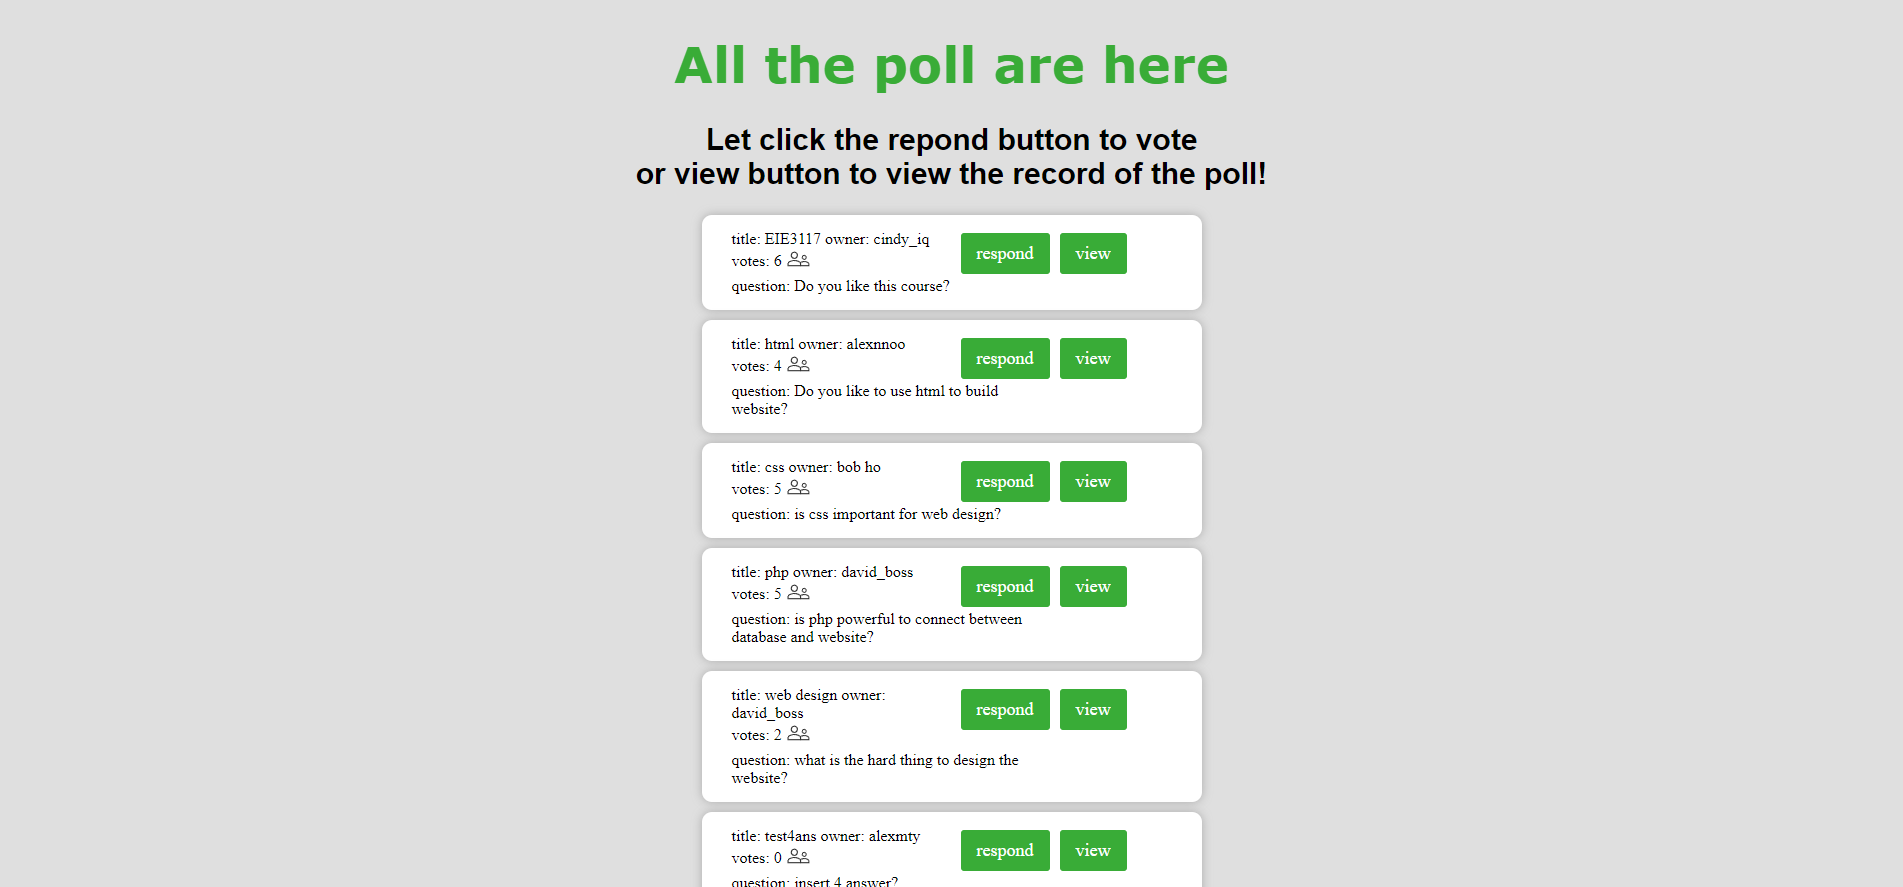 All the poll are here
Let click the repond button to vote
or view button to view the record of the poll!
title: EIE3117 owner: cindy_iq
votes: 6
question: Do you like this course?
respond
view
title: html owner: alexnnoo
votes: 4
question: Do you like to use html to build
website?
respond
view
title: css owner: bob ho
votes: 5
question: is css important for web design?
respond
view
title: php owner: david_boss
votes: 5
question: is php powerful to connect between
database and website?
respond
view
title: web design owner:
david_boss
votes: 2
question: what is the hard thing to design the
website?
respond
view
title: test4ans owner: alexmty
votes: 0
question: insert 4 answer?
respond
view